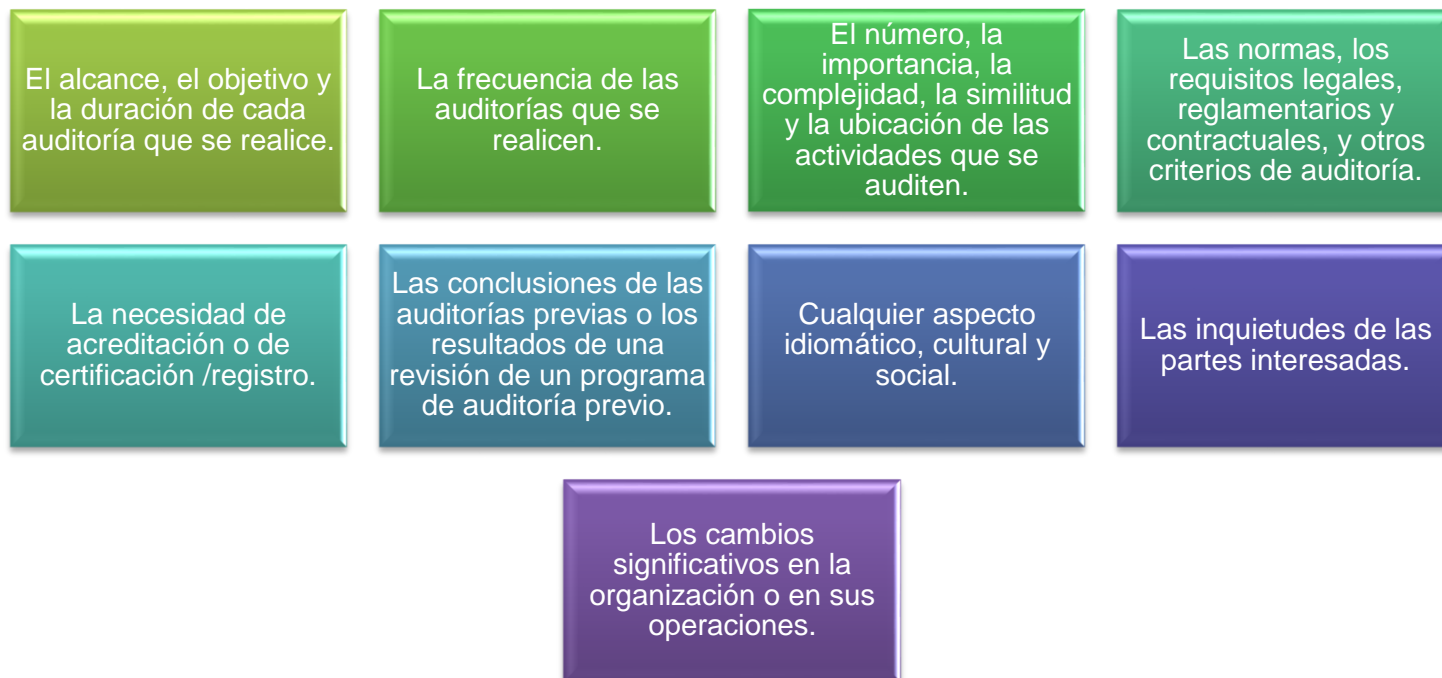 El alcance, el objetivo y
la duración de cada
auditoría que se realice.
La frecuencia de las
auditorías que se
realicen.
El número, la
importancia, la
complejidad, la similitud
y la ubicación de las
actividades que se
auditen.
Las normas, los
requisitos legales,
reglamentarios y
contractuales, y otros
criterios de auditoría.
La necesidad de
acreditación o de
certificación /registro.
Las conclusiones de las
auditorías previas o los
resultados de una
revisión de un programa
de auditoría previo.
Cualquier aspecto
idiomático, cultural y
social.
Las inquietudes de las
partes interesadas.
Los cambios
significativos en la
organización o en sus
operaciones.